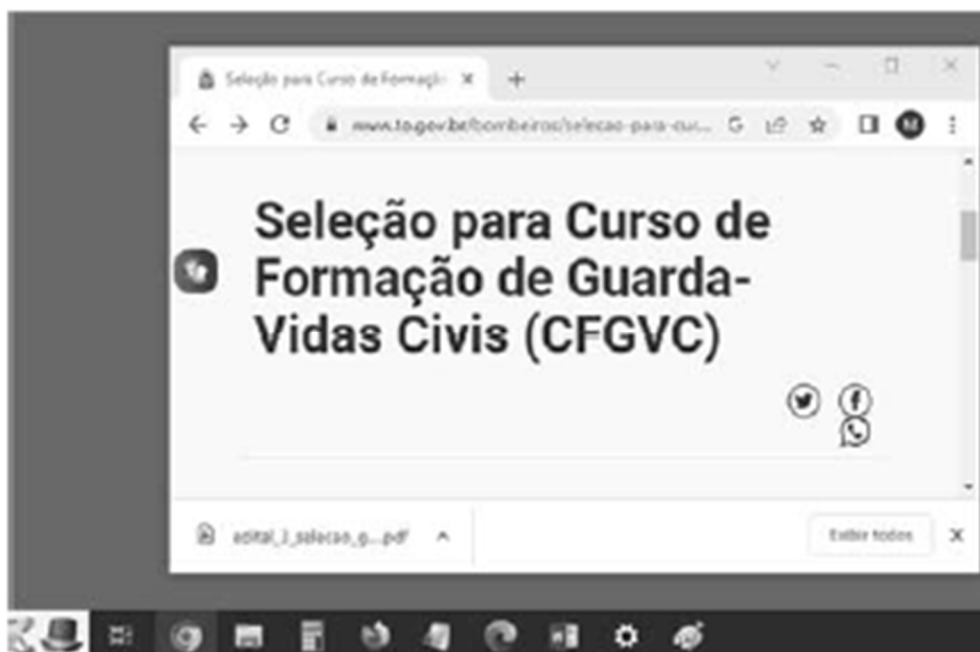 Seleção para Curso de Formaçã
www.to.gov.br/bombeiros/selecao-para-cur...
Seleção para Curso de
Formação de Guarda-
Vidas Civis (CFGVC)
edital_1_selecao_g....pdf
Exibir todos